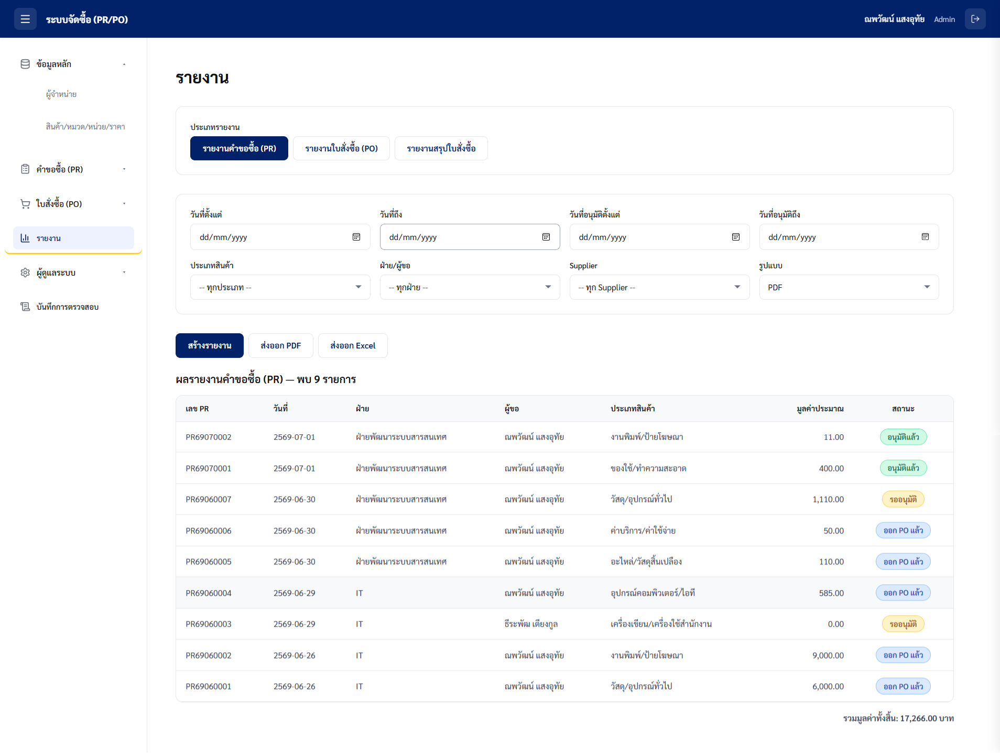 ระบบจัดซื้อ (PR/PO)
ณพวัฒน์ แสงอุทัย Admin
ข้อมูลหลัก
ผู้จำหน่าย
สินค้า/หมวด/หน่วย/ราคา
คำขอซื้อ (PR)
ใบสั่งซื้อ (PO)
รายงาน
ผู้ดูแลระบบ
บันทึกการตรวจสอบ
รายงาน
ประเภทรายงาน
รายงานคำขอซื้อ (PR) รายงานใบสั่งซื้อ (PO) รายงานสรุปใบสั่งซื้อ
วันที่ตั้งแต่ วันที่ถึง วันที่อนุมัติตั้งแต่ วันที่อนุมัติถึง
dd/mm/yyyy dd/mm/yyyy dd/mm/yyyy dd/mm/yyyy
ประเภทสินค้า ฝ่าย/ผู้ขอ Supplier รูปแบบ
-- ทุกประเภท -- -- ทุกฝ่าย -- -- ทุก Supplier -- PDF
สร้างรายงาน ส่งออก PDF ส่งออก Excel
ผลรายงานคำขอซื้อ (PR) — พบ 9 รายการ
เลข PR วันที่ ฝ่าย ผู้ขอ ประเภทสินค้า มูลค่าประมาณ สถานะ
PR69070002 2569-07-01 ฝ่ายพัฒนาระบบสารสนเทศ ณพวัฒน์ แสงอุทัย งานพิมพ์/ป้ายโฆษณา 11.00 อนุมัติแล้ว
PR69070001 2569-07-01 ฝ่ายพัฒนาระบบสารสนเทศ ณพวัฒน์ แสงอุทัย ของใช้/ทำความสะอาด 400.00 อนุมัติแล้ว
PR69060007 2569-06-30 ฝ่ายพัฒนาระบบสารสนเทศ ณพวัฒน์ แสงอุทัย วัสดุ/อุปกรณ์ทั่วไป 1,110.00 รออนุมัติ
PR69060006 2569-06-30 ฝ่ายพัฒนาระบบสารสนเทศ ณพวัฒน์ แสงอุทัย ค่าบริการ/ค่าใช้จ่าย 50.00 ออก PO แล้ว
PR69060005 2569-06-30 ฝ่ายพัฒนาระบบสารสนเทศ ณพวัฒน์ แสงอุทัย อะไหล่/วัสดุสิ้นเปลือง 110.00 ออก PO แล้ว
PR69060004 2569-06-29 IT ณพวัฒน์ แสงอุทัย อุปกรณ์คอมพิวเตอร์/ไอที 585.00 ออก PO แล้ว
PR69060003 2569-06-29 IT ธีระพัฒ เตียงกูล เครื่องเขียน/เครื่องใช้สำนักงาน 0.00 รออนุมัติ
PR69060002 2569-06-26 IT ณพวัฒน์ แสงอุทัย งานพิมพ์/ป้ายโฆษณา 9,000.00 ออก PO แล้ว
PR69060001 2569-06-26 IT ณพวัฒน์ แสงอุทัย วัสดุ/อุปกรณ์ทั่วไป 6,000.00 ออก PO แล้ว
รวมมูลค่าทั้งสิ้น: 17,266.00 บาท